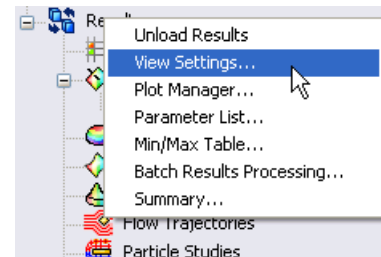 Re
Unload Results
View Settings...
Plot Manager...
Parameter List...
Min/Max Table...
Batch Results Processing...
Summary...
Flow Trajectories
Particle Studies